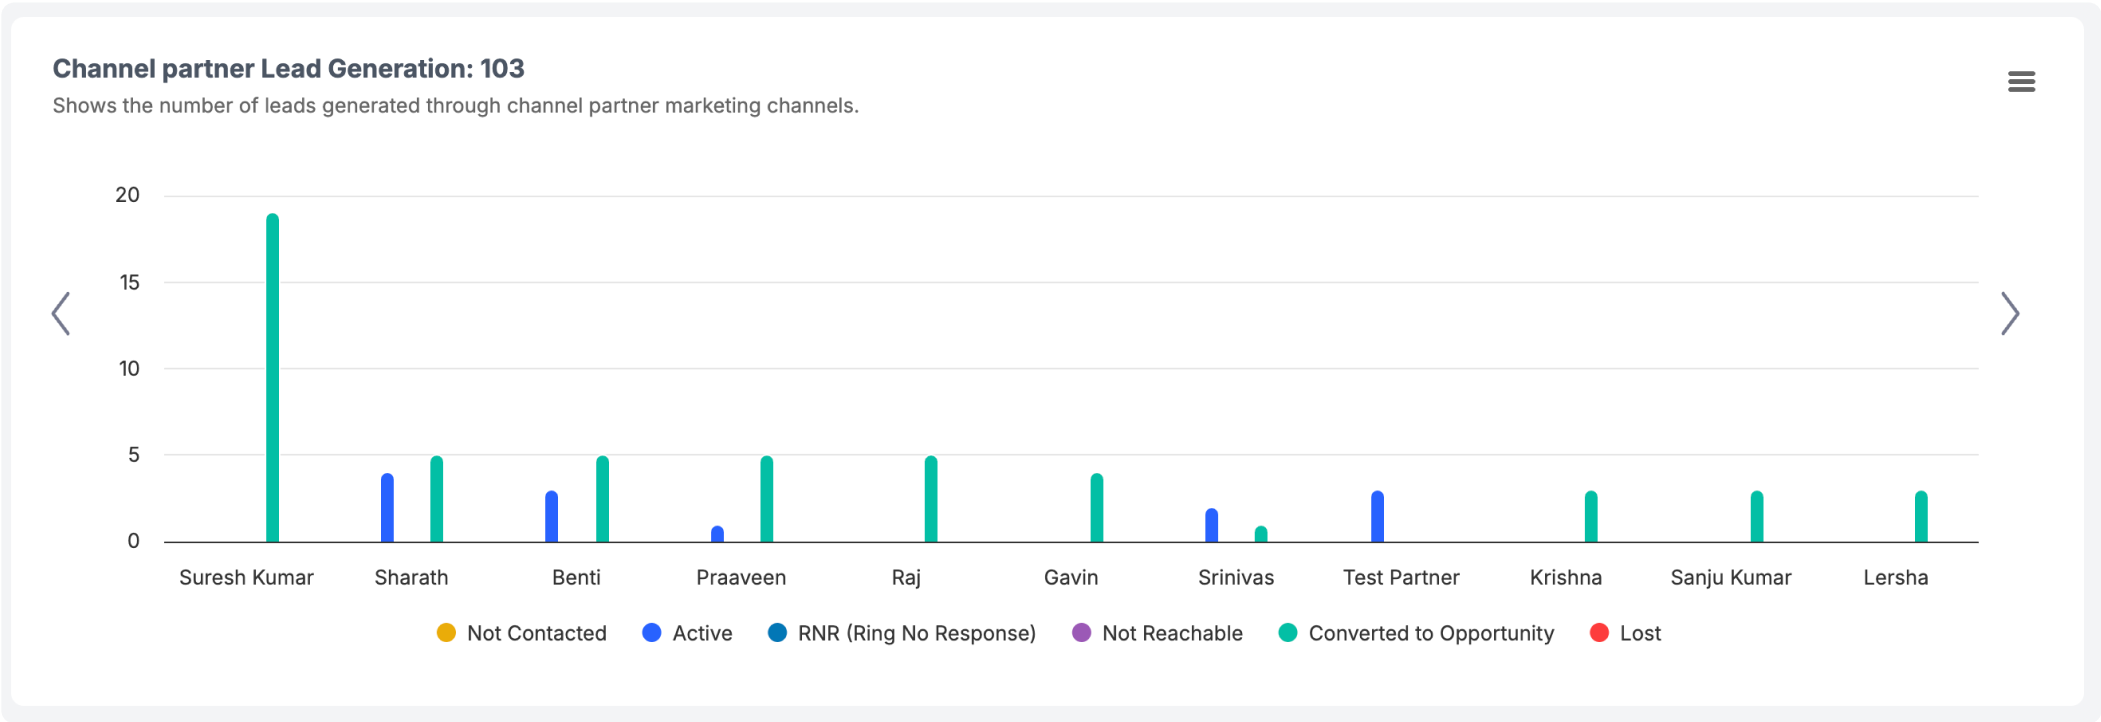 Channel partner Lead Generation: 103
Shows the number of leads generated through channel partner marketing channels.
20
15
10
5
0
Suresh Kumar Sharath Benti Praaveen Raj Gavin Srinivas Test Partner Krishna Sanju Kumar Lersha
Not Contacted Active RNR (Ring No Response) Not Reachable Converted to Opportunity Lost